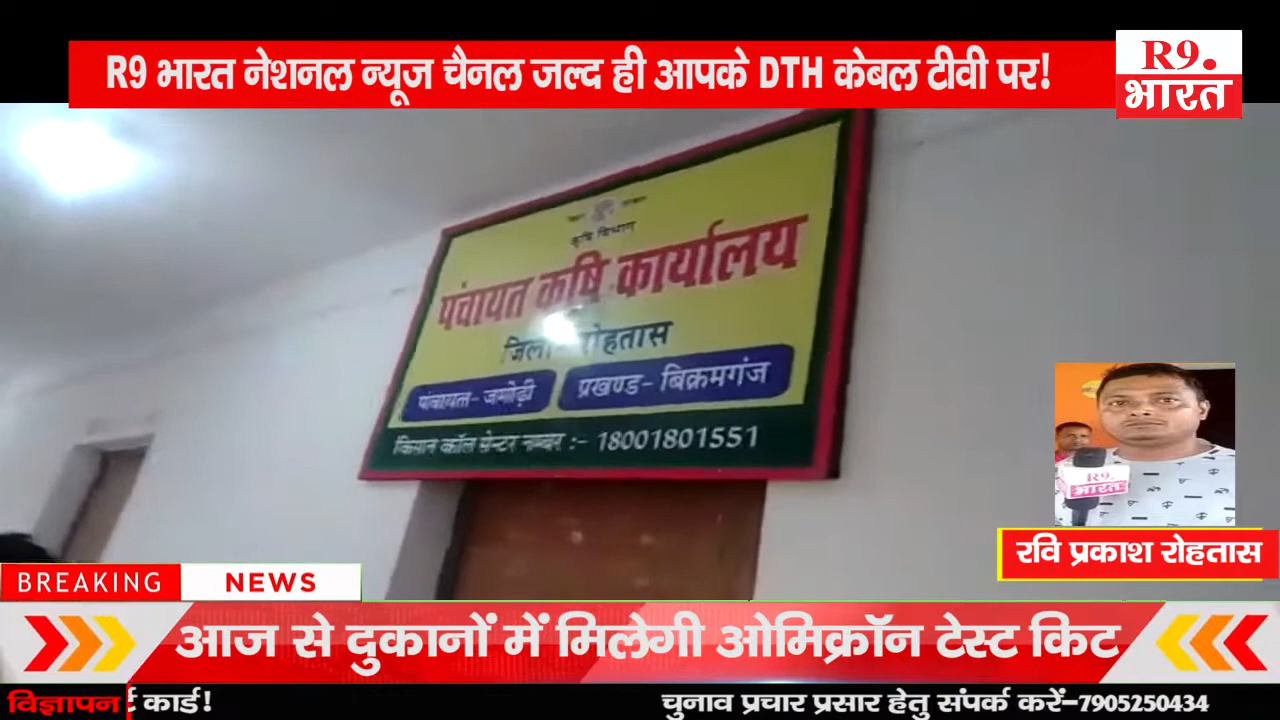 R9 भारत नेशनल न्यूज चैनल जल्द ही आपके DTH केबल टीवी पर!
R9.
भारत
कृषि विभाग
पंचायत कृषि कार्यालय
रोहतास
पंचायत- जमोढ़ी
प्रखण्ड- बिक्रमगंज
किसान कॉल सेन्टर नम्बर :- 18001801551
R9.
भारत
रवि प्रकाश रोहतास
BREAKING NEWS
आज से दुकानों में मिलेगी ओमिक्रॉन टेस्ट किट
विज्ञापन
कार्ड!
चुनाव प्रचार प्रसार हेतु संपर्क करें-7905250434